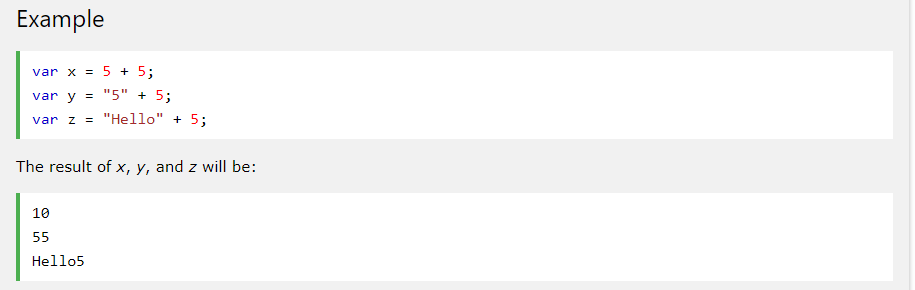 Example
var x = 5 + 5;
var y = "5" + 5;
var z = "Hello" + 5;
The result of x, y, and z will be:
10
55
Hello5